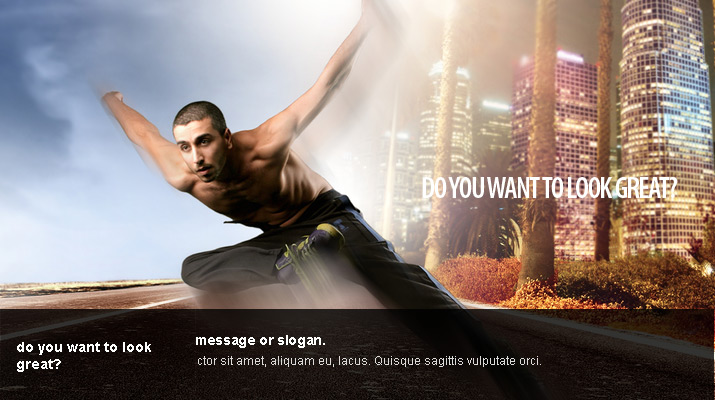 DO YOU WANT TO LOOK GREAT?
do you want to look
great?
message or slogan.
ctor sit amet, aliquam eu, lacus. Quisque sagittis vulputate orci.